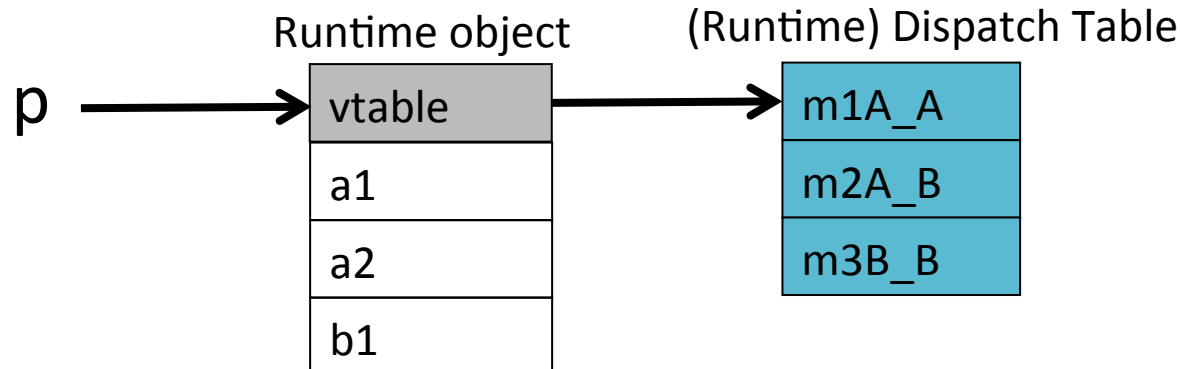 Runtime object
(Runtime) Dispatch Table
p
vtable
m1A_A
a1
m2A_B
a2
m3B_B
b1